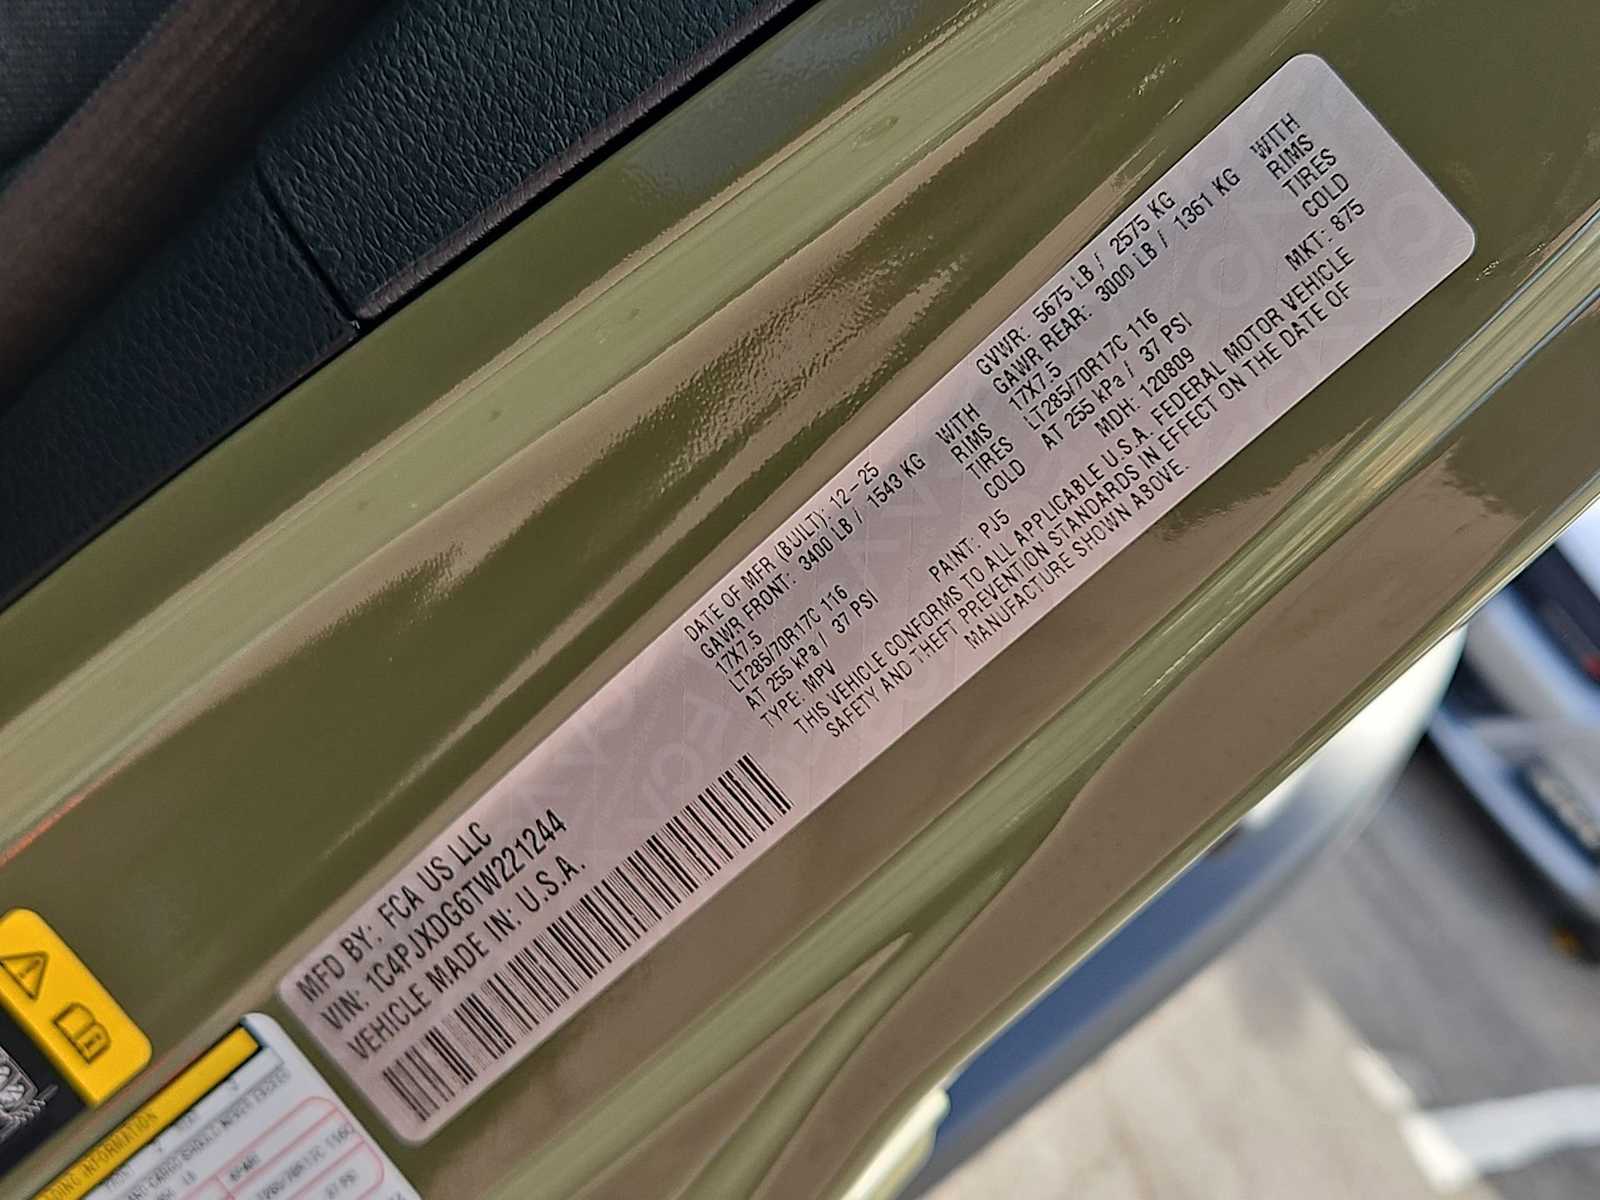 MFD BY: FCA US LLC
VIN: 1C4PJXDG6TW221244
VEHICLE MADE IN: U.S.A.
DATE OF MFR (BUILT): 12-25
GAWR FRONT: 3400 LB / 1543 KG WITH
17X7.5 RIMS
LT285/70R17C 116 TIRES
AT 255 kPa / 37 PSI COLD
TYPE: MPV PAINT: PJ5
GVWR: 5675 LB / 2575 KG
GAWR REAR: 3000 LB / 1361 KG WITH
17X7.5 RIMS
LT285/70R17C 116 TIRES
AT 255 kPa / 37 PSI COLD
MDH: 120809 MKT: 875
THIS VEHICLE CONFORMS TO ALL APPLICABLE U.S.A. FEDERAL MOTOR VEHICLE
SAFETY AND THEFT PREVENTION STANDARDS IN EFFECT ON THE DATE OF
MANUFACTURE SHOWN ABOVE.
INFORMATION